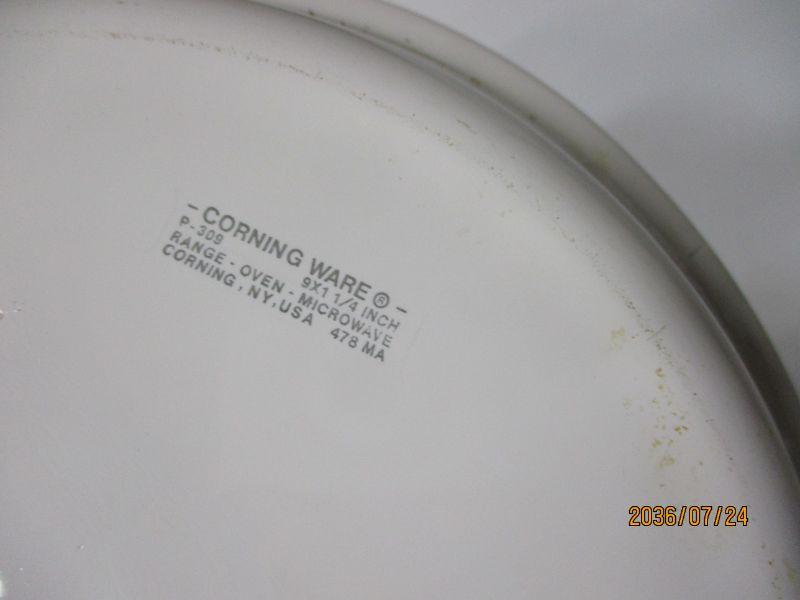 - CORNING WARE ® -
P-309 9X1 1/4 INCH
RANGE - OVEN - MICROWAVE
CORNING, NY, USA 478 MA
2036/07/24